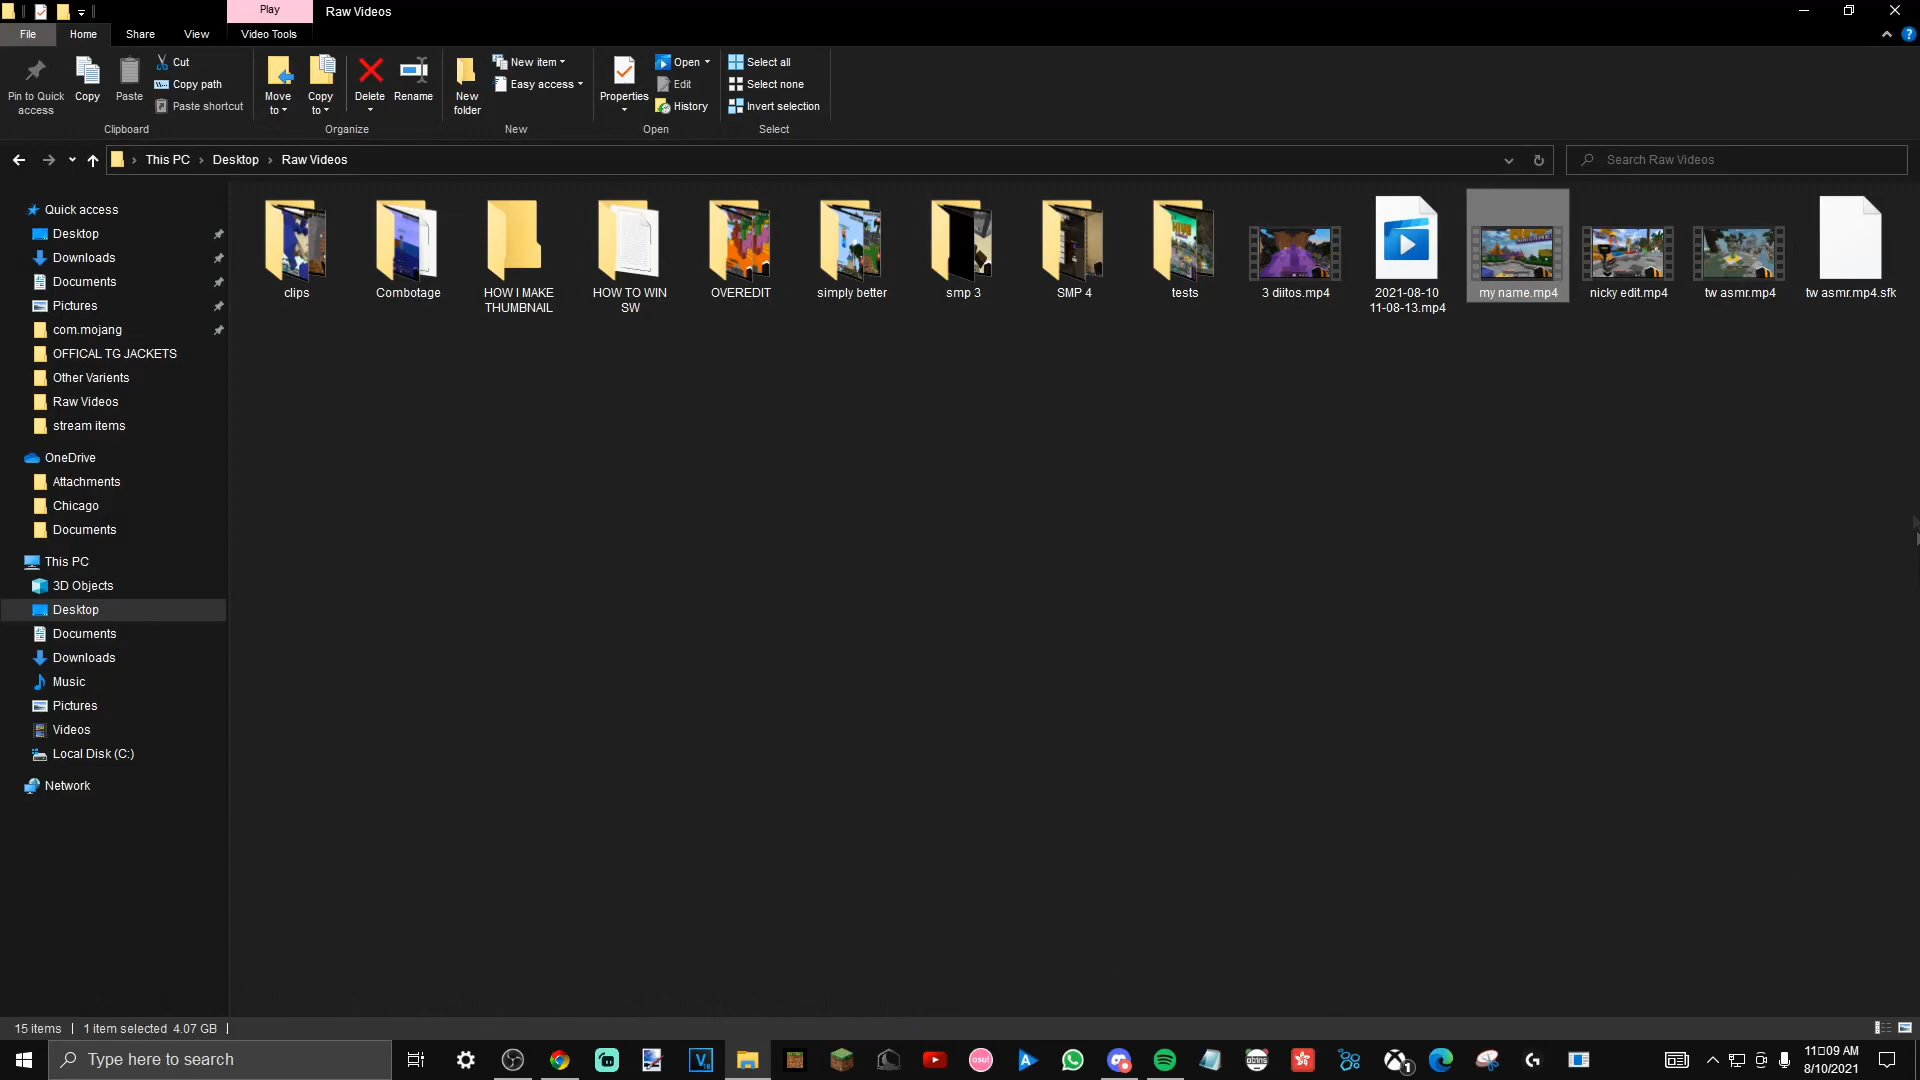 Play
Raw Videos
File
Home
Share
View
Video Tools
Pin to Quick
access
Copy
Paste
Cut
Copy path
Paste shortcut
Clipboard
Move
to
Copy
to
Delete
Rename
Organize
New
folder
New item
Easy access
New
Properties
Open
Edit
History
Open
Select all
Select none
Invert selection
Select
This PC
Desktop
Raw Videos
Search Raw Videos
Quick access
Desktop
Downloads
Documents
Pictures
com.mojang
OFFICAL TG JACKETS
Other Varients
Raw Videos
stream items
OneDrive
Attachments
Chicago
Documents
This PC
3D Objects
Desktop
Documents
Downloads
Music
Pictures
Videos
Local Disk (C:)
Network
clips
Combotage
HOW I MAKE
THUMBNAIL
HOW TO WIN
SW
OVEREDIT
simply better
smp 3
SMP 4
tests
3 diitos.mp4
2021-08-10
11-08-13.mp4
my name.mp4
nicky edit.mp4
tw asmr.mp4
tw asmr.mp4.sfk
15 items
1 item selected 4.07 GB
Type here to search
osu!
11□09 AM
8/10/2021